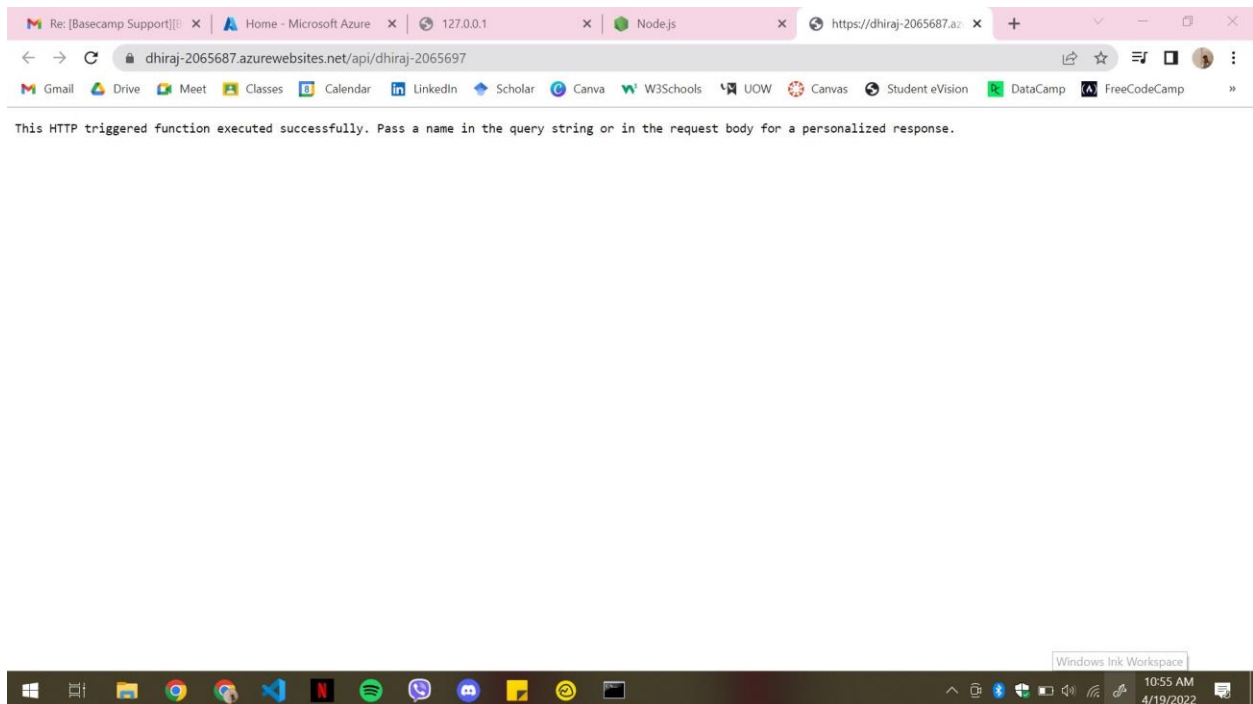 Re: [Basecamp Support][
Home - Microsoft Azure
127.0.0.1
Node.js
https://dhiraj-2065687.az
dhiraj-2065687.azurewebsites.net/api/dhiraj-2065697
Gmail Drive Meet Classes Calendar LinkedIn Scholar Canva W3Schools UOW Canvas Student eVision DataCamp FreeCodeCamp »
This HTTP triggered function executed successfully. Pass a name in the query string or in the request body for a personalized response.
Windows Ink Workspace
10:55 AM
4/19/2022